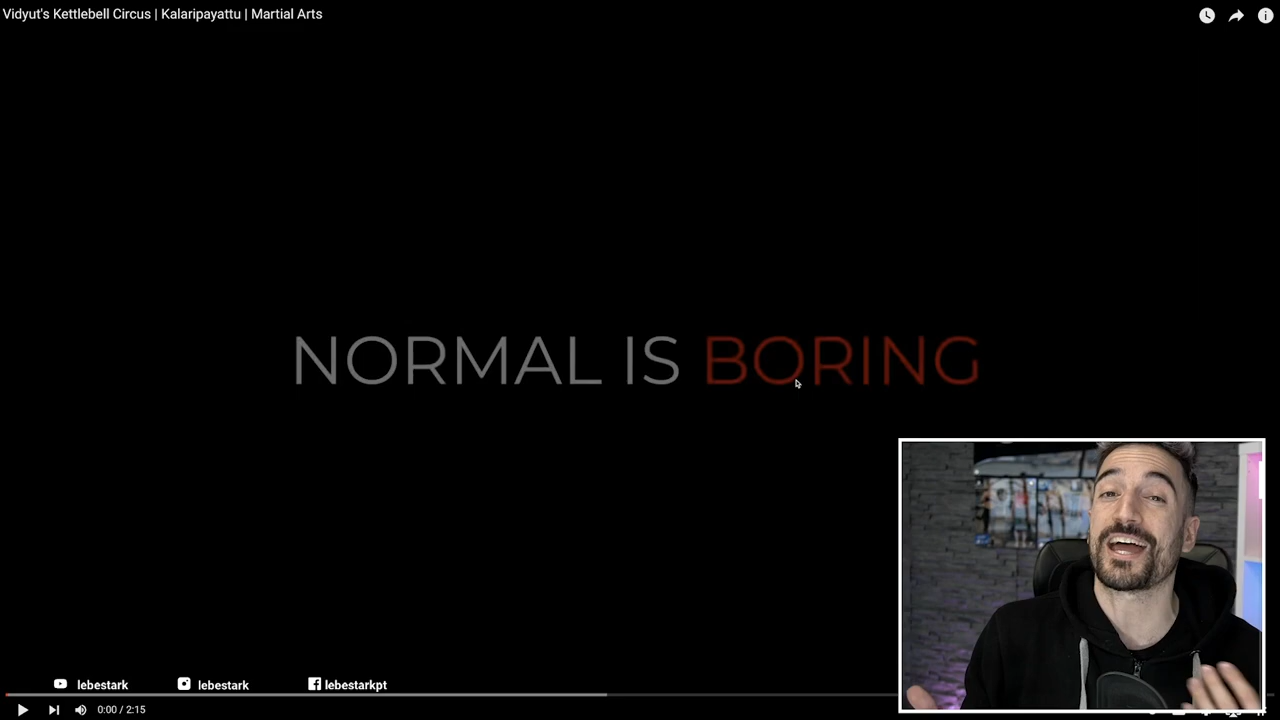 Vidyut's Kettlebell Circus | Kalaripayattu | Martial Arts
NORMAL IS BORING
lebestark lebestark lebestarkpt
0:00 / 2:15